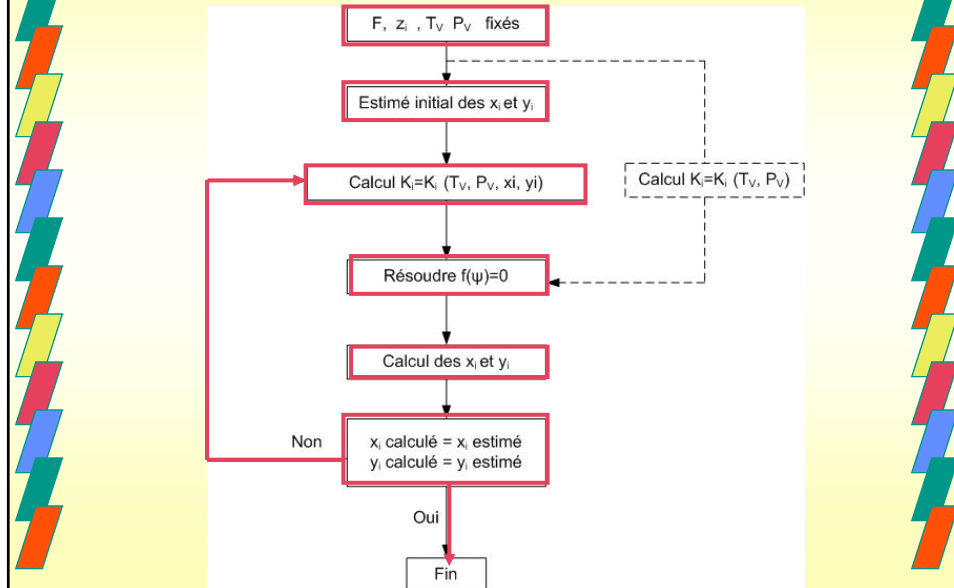 F, zᵢ , Tᵥ Pᵥ fixés
Estimé initial des xᵢ et yᵢ
Calcul Kᵢ=Kᵢ (Tᵥ, Pᵥ, xi, yi)
Calcul Kᵢ=Kᵢ (Tᵥ, Pᵥ)
Résoudre f(ψ)=0
Calcul des xᵢ et yᵢ
Non
xᵢ calculé = xᵢ estimé
yᵢ calculé = yᵢ estimé
Oui
Fin